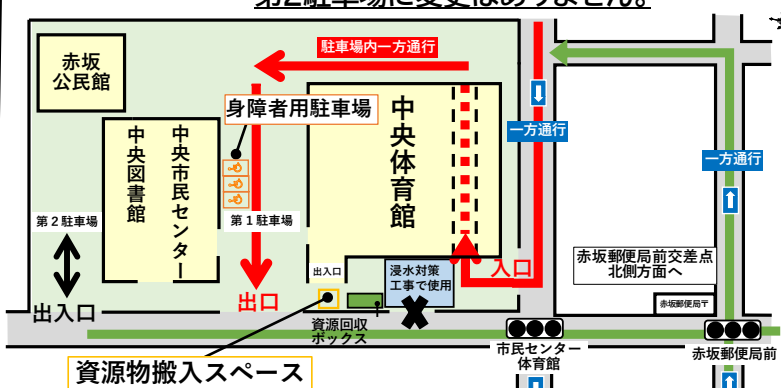 第2駐車場に変更はありません。
駐車場内一方通行
赤坂
公民館
身障者用駐車場
中央体育館
一方通行
一方通行
中央図書館
中央市民センター
第2駐車場
第1駐車場
出入口
浸水対策
工事で使用
入口
赤坂郵便局前交差点
北側方面へ
赤坂郵便局〒
出口
出入口
資源回収
ボックス
市民センター
体育館
赤坂郵便局前
資源物搬入スペース